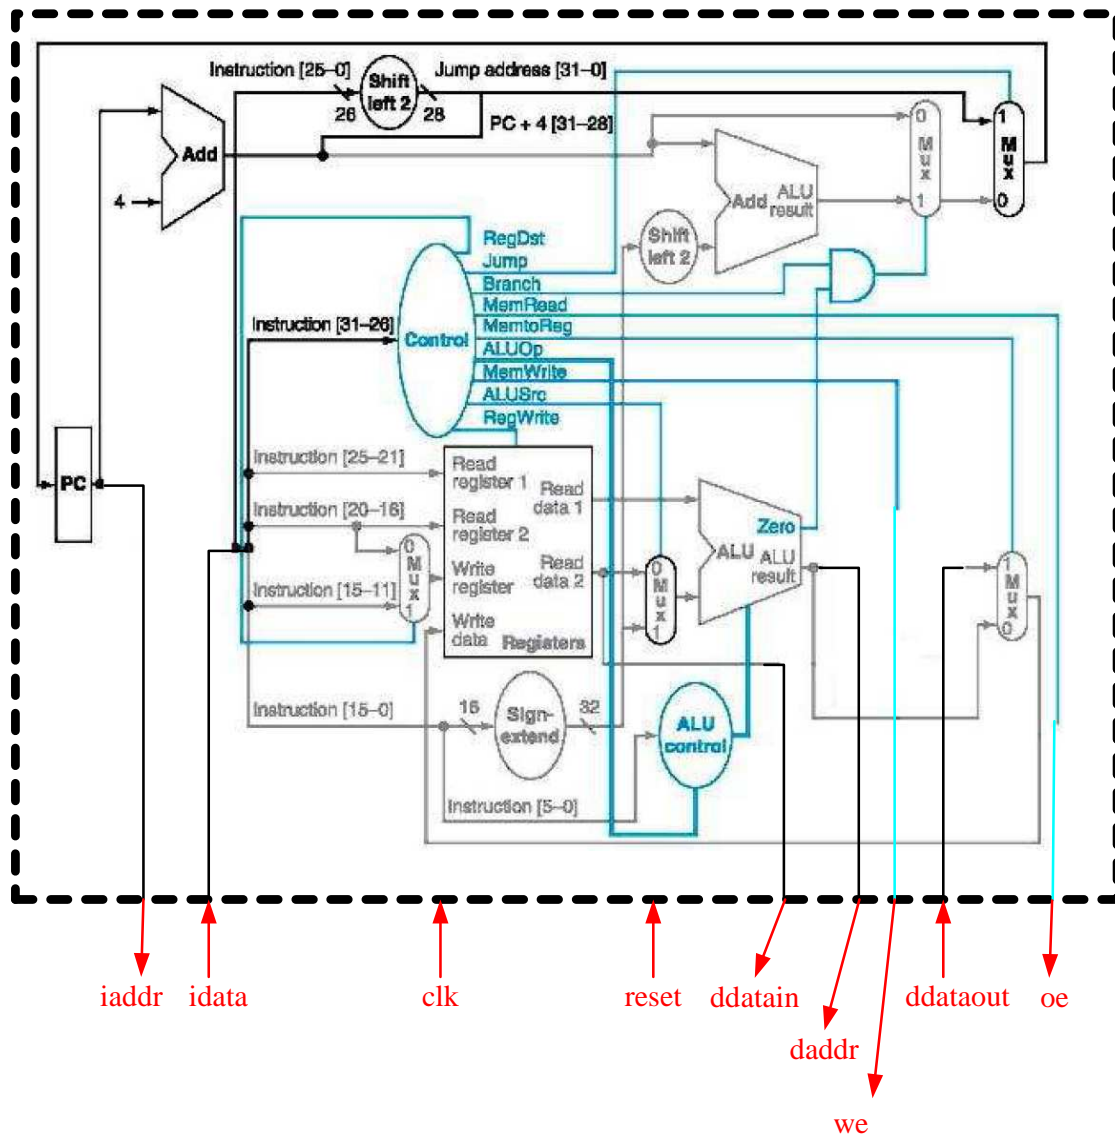 Instruction [25–0]
Shift
left 2
Jump address [31–0]
26
28
PC + 4 [31–28]
Add
4
0
M
u
x
1
1
M
u
x
0
Add
ALU
result
Shift
left 2
RegDst
Jump
Branch
MemRead
MemtoReg
ALUOp
MemWrite
ALUSrc
RegWrite
Instruction [31–26]
Control
PC
Instruction [25–21]
Read
register 1
Read
data 1
Instruction [20–16]
Read
register 2
0
M
u
x
1
Write
register
Read
data 2
Instruction [15–11]
Write
data
Registers
0
M
u
x
1
Zero
ALU
ALU
result
1
M
u
x
0
Instruction [15–0]
16
Sign-
extend
32
ALU
control
Instruction [5–0]
iaddr
idata
clk
reset
ddatain
ddataout
oe
daddr
we